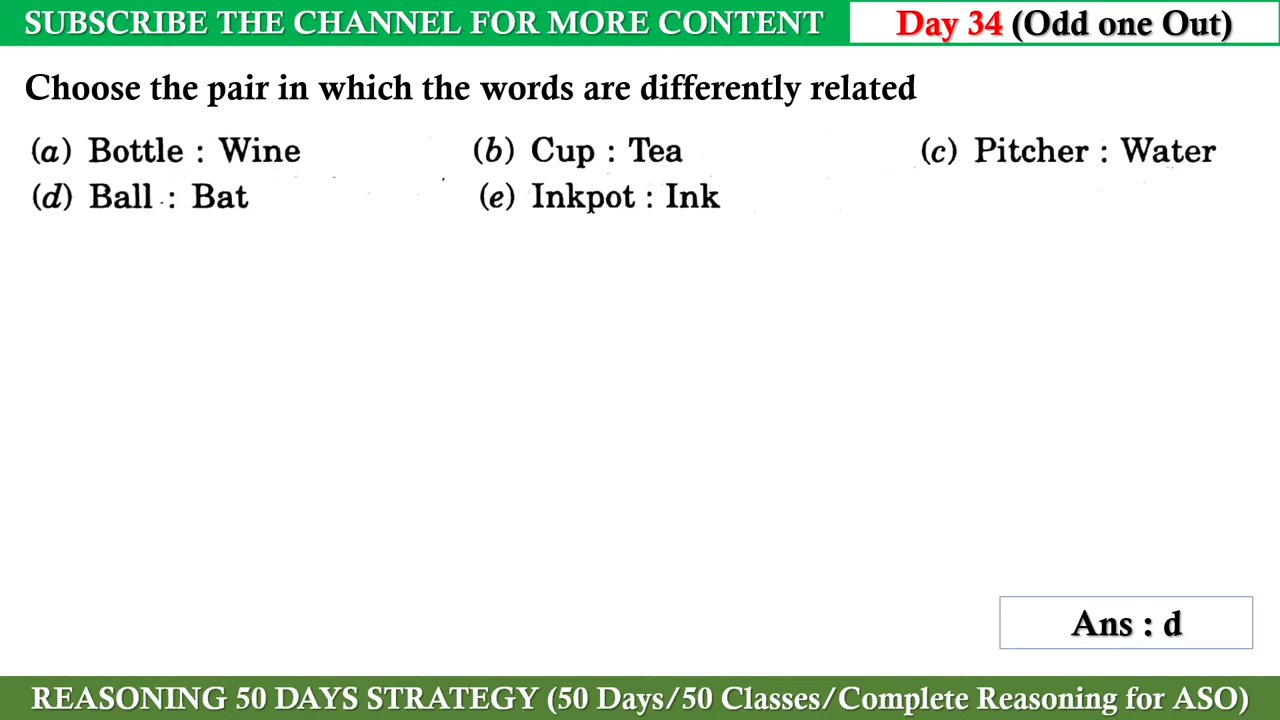 SUBSCRIBE THE CHANNEL FOR MORE CONTENT
Day 34 (Odd one Out)
Choose the pair in which the words are differently related
(a) Bottle : Wine (b) Cup : Tea (c) Pitcher : Water
(d) Ball : Bat (e) Inkpot : Ink
Ans : d
REASONING 50 DAYS STRATEGY (50 Days/50 Classes/Complete Reasoning for ASO)